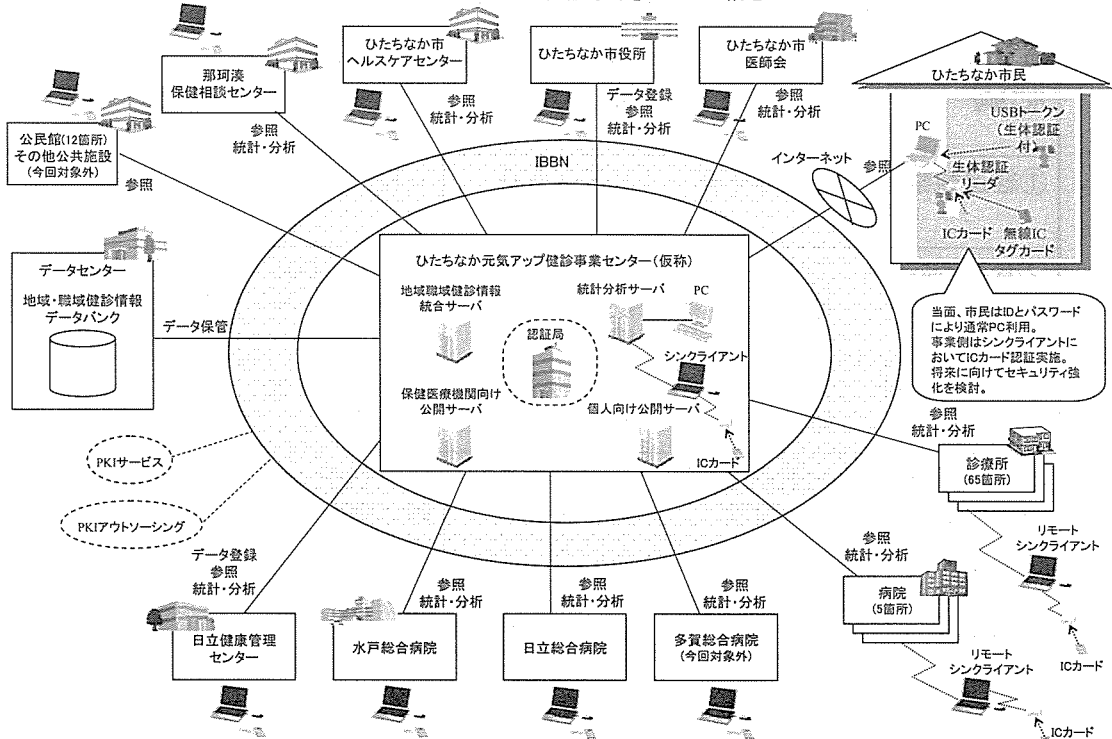 那珂湊
保健相談センター
ひたちなか市
ヘルスケアセンター
ひたちなか市役所
ひたちなか市
医師会
ひたちなか市民
公民館(12箇所)
その他公共施設
(今回対象外)
参照
参照
統計・分析
参照
統計・分析
データ登録
参照
統計・分析
参照
統計・分析
インターネット
参照
PC
USBトークン
(生体認証
付)
生体認証
リーダ
ICカード
無線IC
タグカード
IBBN
データセンター
地域・職域健診情報
データバンク
データ保管
ひたちなか元気アップ健診事業センター(仮称)
地域職域健診情報
統合サーバ
認証局
統計分析サーバ
PC
シンクライアント
保健医療機関向け
公開サーバ
個人向け公開サーバ
ICカード
当面、市民はIDとパスワード
により通常PC利用。
事業側はシンクライアントに
おいてICカード認証実施。
将来に向けてセキュリティ強
化を検討。
PKIサービス
PKIアウトソーシング
参照
統計・分析
診療所
(65箇所)
リモート
シンクライアント
ICカード
参照
統計・分析
病院
(5箇所)
リモート
シンクライアント
ICカード
データ登録
参照
統計・分析
日立健康管理
センター
参照
統計・分析
水戸総合病院
参照
統計・分析
日立総合病院
参照
統計・分析
多賀総合病院
(今回対象外)